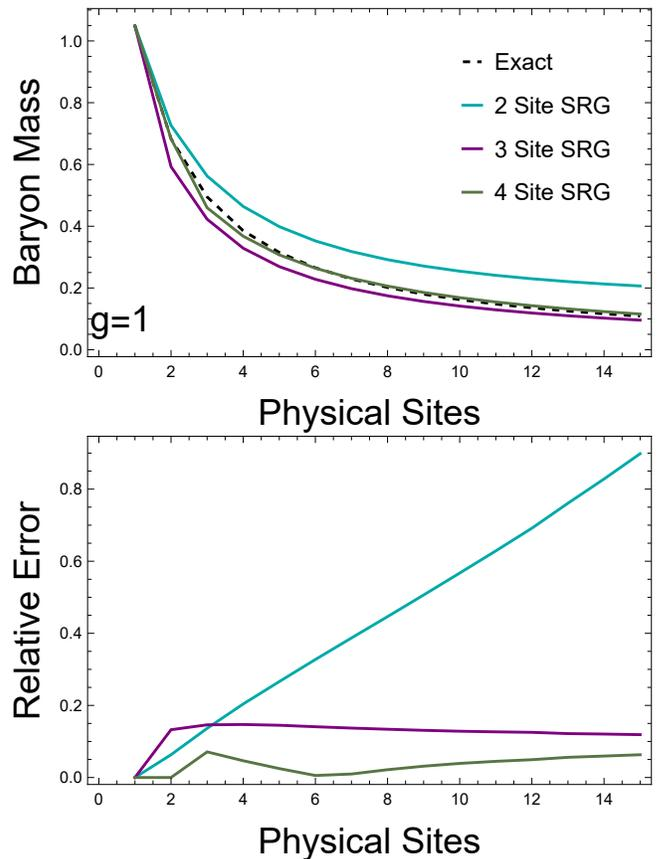 1.0
0.8
0.6
0.4
0.2
0.0
Baryon Mass
Exact
2 Site SRG
3 Site SRG
4 Site SRG
g=1
0 2 4 6 8 10 12 14
Physical Sites
0.8
0.6
0.4
0.2
0.0
Relative Error
0 2 4 6 8 10 12 14
Physical Sites